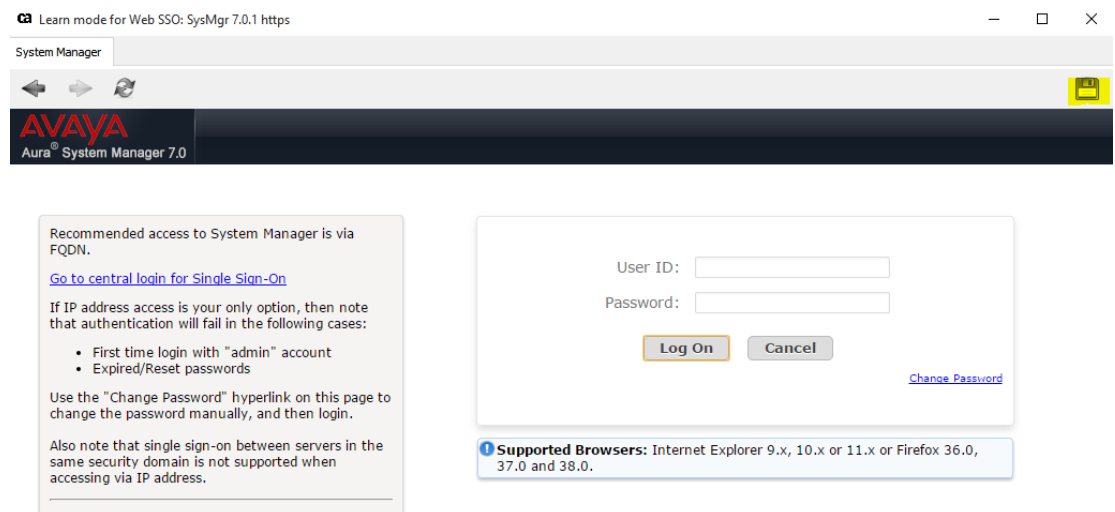 ca Learn mode for Web SSO: SysMgr 7.0.1 https
System Manager
AVAYA
Aura® System Manager 7.0
Recommended access to System Manager is via
FQDN.
Go to central login for Single Sign-On
If IP address access is your only option, then note
that authentication will fail in the following cases:
• First time login with "admin" account
• Expired/Reset passwords
Use the "Change Password" hyperlink on this page to
change the password manually, and then login.
Also note that single sign-on between servers in the
same security domain is not supported when
accessing via IP address.
User ID:
Password:
Log On Cancel
Change Password
Supported Browsers: Internet Explorer 9.x, 10.x or 11.x or Firefox 36.0,
37.0 and 38.0.